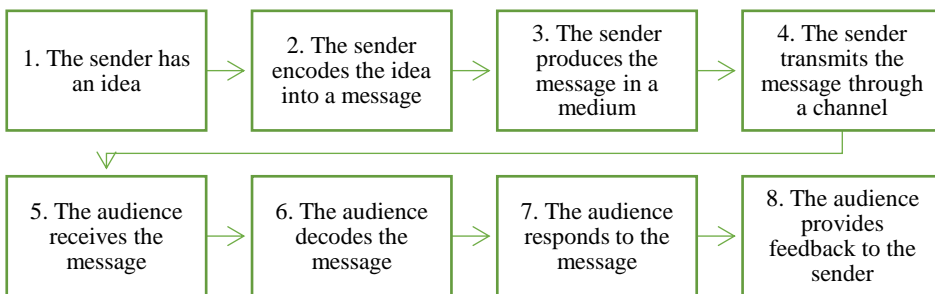 1. The sender has
an idea
2. The sender
encodes the idea
into a message
3. The sender
produces the
message in a
medium
4. The sender
transmits the
message through
a channel
5. The audience
receives the
message
6. The audience
decodes the
message
7. The audience
responds to the
message
8. The audience
provides
feedback to the
sender